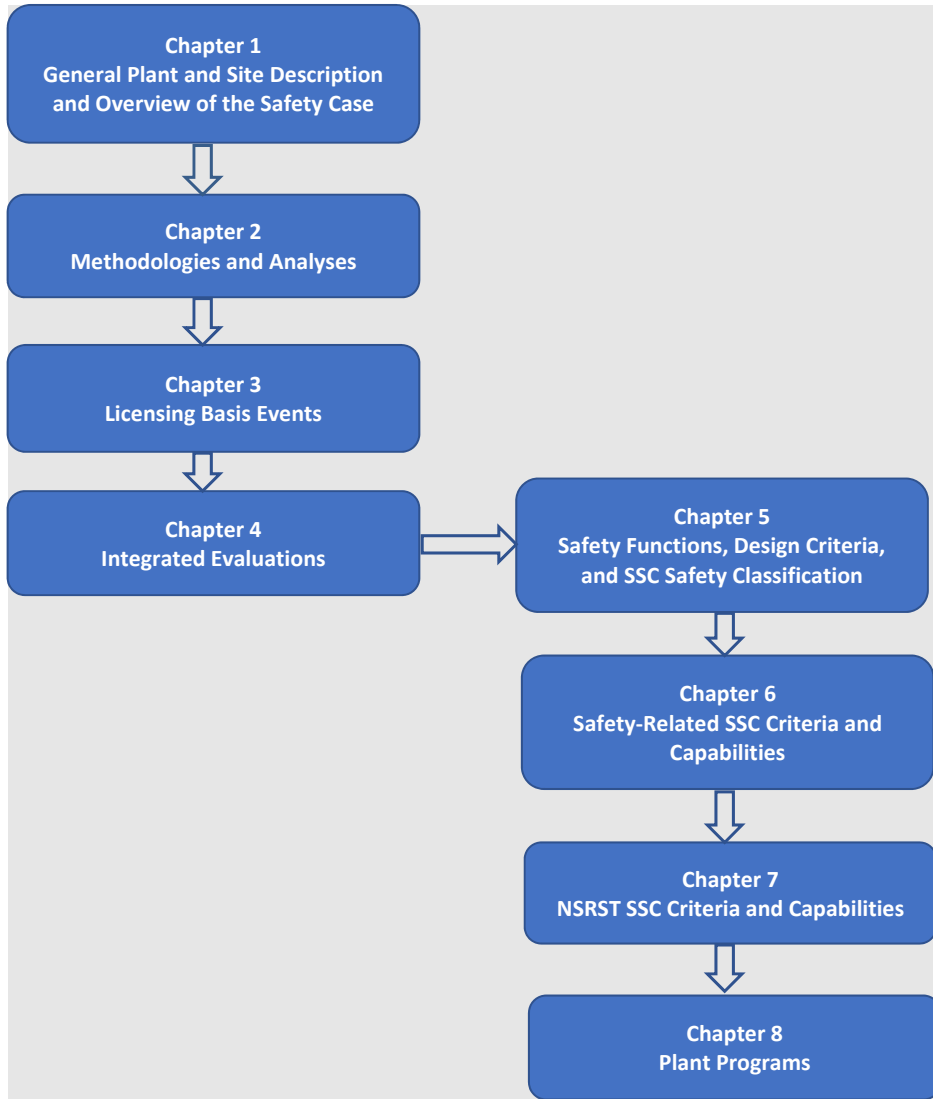 Chapter 1
General Plant and Site Description
and Overview of the Safety Case
Chapter 2
Methodologies and Analyses
Chapter 3
Licensing Basis Events
Chapter 4
Integrated Evaluations
Chapter 5
Safety Functions, Design Criteria,
and SSC Safety Classification
Chapter 6
Safety-Related SSC Criteria and
Capabilities
Chapter 7
NSRST SSC Criteria and Capabilities
Chapter 8
Plant Programs